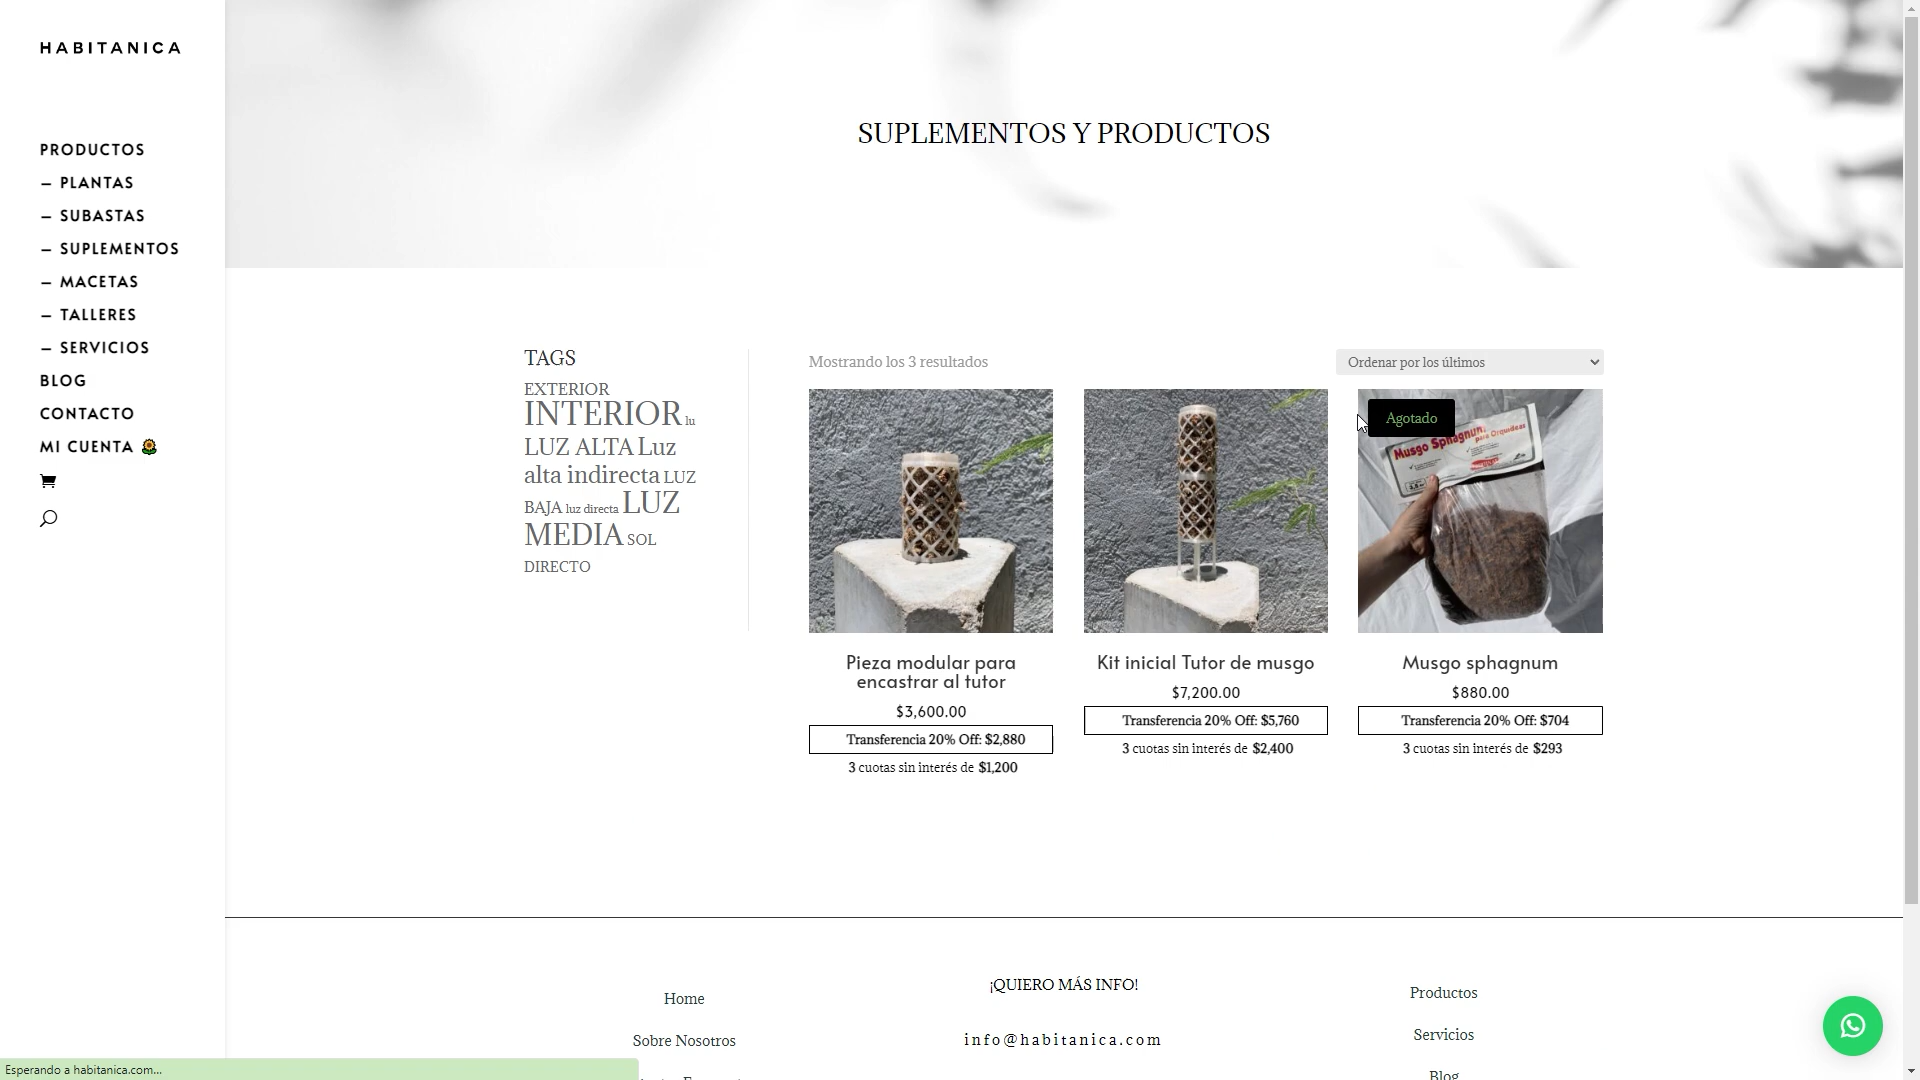 HABITANICA
PRODUCTOS
– PLANTAS
– SUBASTAS
– SUPLEMENTOS
– MACETAS
– TALLERES
– SERVICIOS
BLOG
CONTACTO
MI CUENTA
SUPLEMENTOS Y PRODUCTOS
TAGS
EXTERIOR
INTERIOR lu
LUZ ALTA Luz
alta indirecta LUZ
BAJA luz directa LUZ
MEDIA SOL
DIRECTO
Mostrando los 3 resultados
Ordenar por los últimos
Pieza modular para
encastrar al tutor
$3,600.00
Transferencia 20% Off: $2,880
3 cuotas sin interés de $1,200
Kit inicial Tutor de musgo
$7,200.00
Transferencia 20% Off: $5,760
3 cuotas sin interés de $2,400
Agotado
Musgo Sphagnum
para Orquideas
Musgo sphagnum
$880.00
Transferencia 20% Off: $704
3 cuotas sin interés de $293
Home
Sobre Nosotros
¡QUIERO MÁS INFO!
info@habitanica.com
Productos
Servicios
Blog
Esperando a habitanica.com...